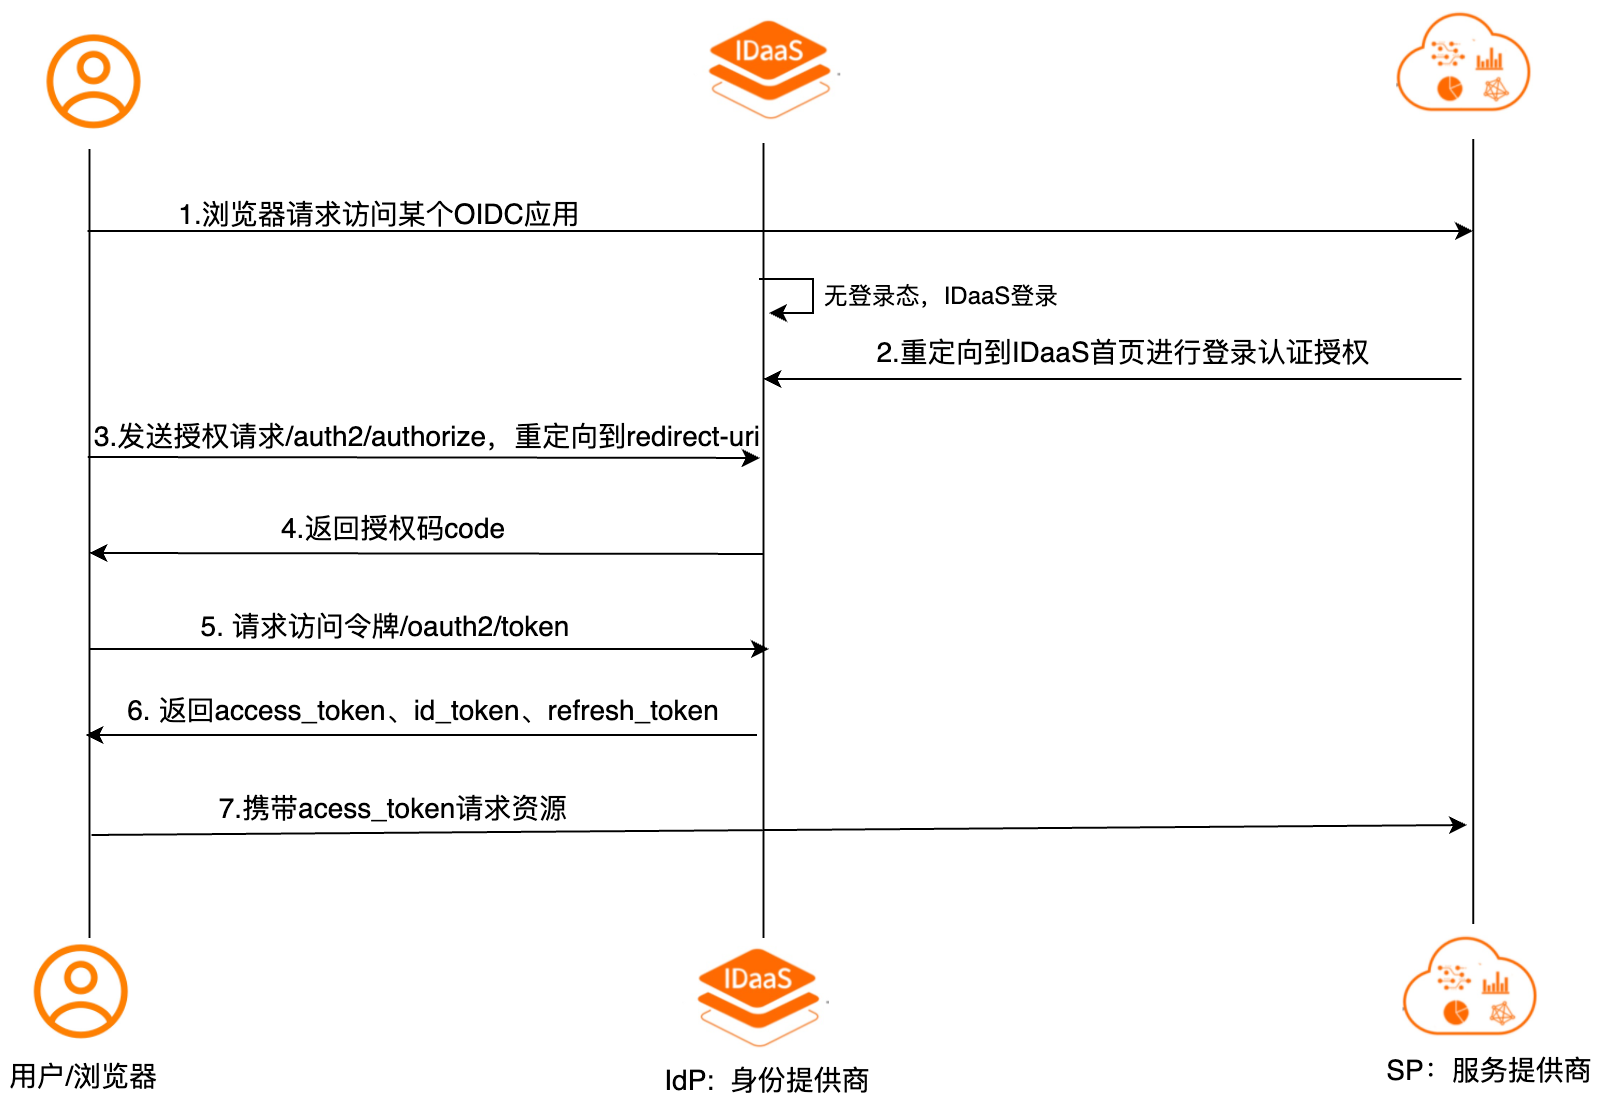 IDaaS
1.浏览器请求访问某个OIDC应用
无登录态，IDaaS登录
2.重定向到IDaaS首页进行登录认证授权
3.发送授权请求/auth2/authorize，重定向到redirect-uri
4.返回授权码code
5. 请求访问令牌/oauth2/token
6. 返回access_token、id_token、refresh_token
7.携带acess_token请求资源
IDaaS
用户/浏览器
IdP：身份提供商
SP：服务提供商